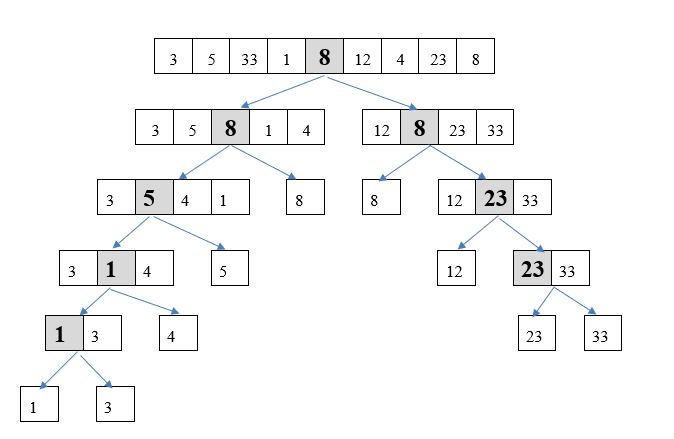 3 5 33 1 8 12 4 23 8
3 5 8 1 4 12 8 23 33
3 5 4 1 8 8 12 23 33
3 1 4 5 12 23 33
1 3 4 23 33
1 3